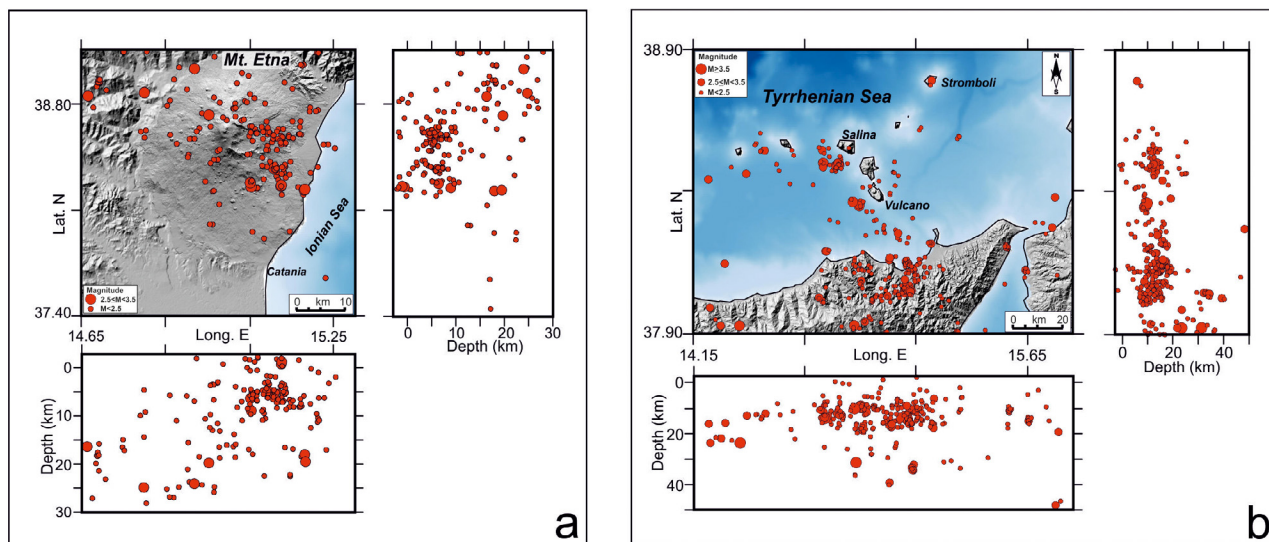 Mt. Etna
38.80
Lat. N
Ionian Sea
Catania
Magnitude
2.5<M<3.5
M<2.5
0 km 10
37.40
14.65
Long. E
15.25
0
10
20
30
Depth (km)
0
10
20
30
Depth (km)
a
38.90
Magnitude
M>3.5
2.5<M<3.5
M<2.5
N
S
Stromboli
Tyrrhenian Sea
Salina
Vulcano
Lat. N
0 km 20
37.90
14.15
Long. E
15.65
0
20
40
Depth (km)
0
20
40
Depth (km)
b